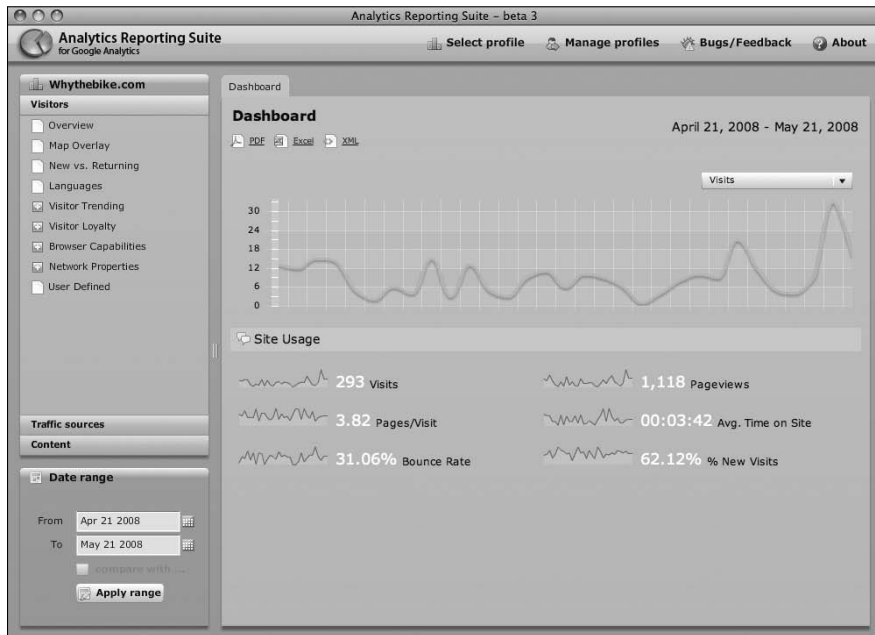 Analytics Reporting Suite - beta 3
Analytics Reporting Suite
for Google Analytics
Select profile
Manage profiles
Bugs/Feedback
About
Whythebike.com
Visitors
Overview
Map Overlay
New vs. Returning
Languages
Visitor Trending
Visitor Loyalty
Browser Capabilities
Network Properties
User Defined
Traffic sources
Content
Date range
From Apr 21 2008
To May 21 2008
compare with ...
Apply range
Dashboard
Dashboard
April 21, 2008 - May 21, 2008
PDF Excel XML
Visits
30
24
18
12
6
0
Site Usage
293 Visits
1,118 Pageviews
3.82 Pages/Visit
00:03:42 Avg. Time on Site
31.06% Bounce Rate
62.12% % New Visits